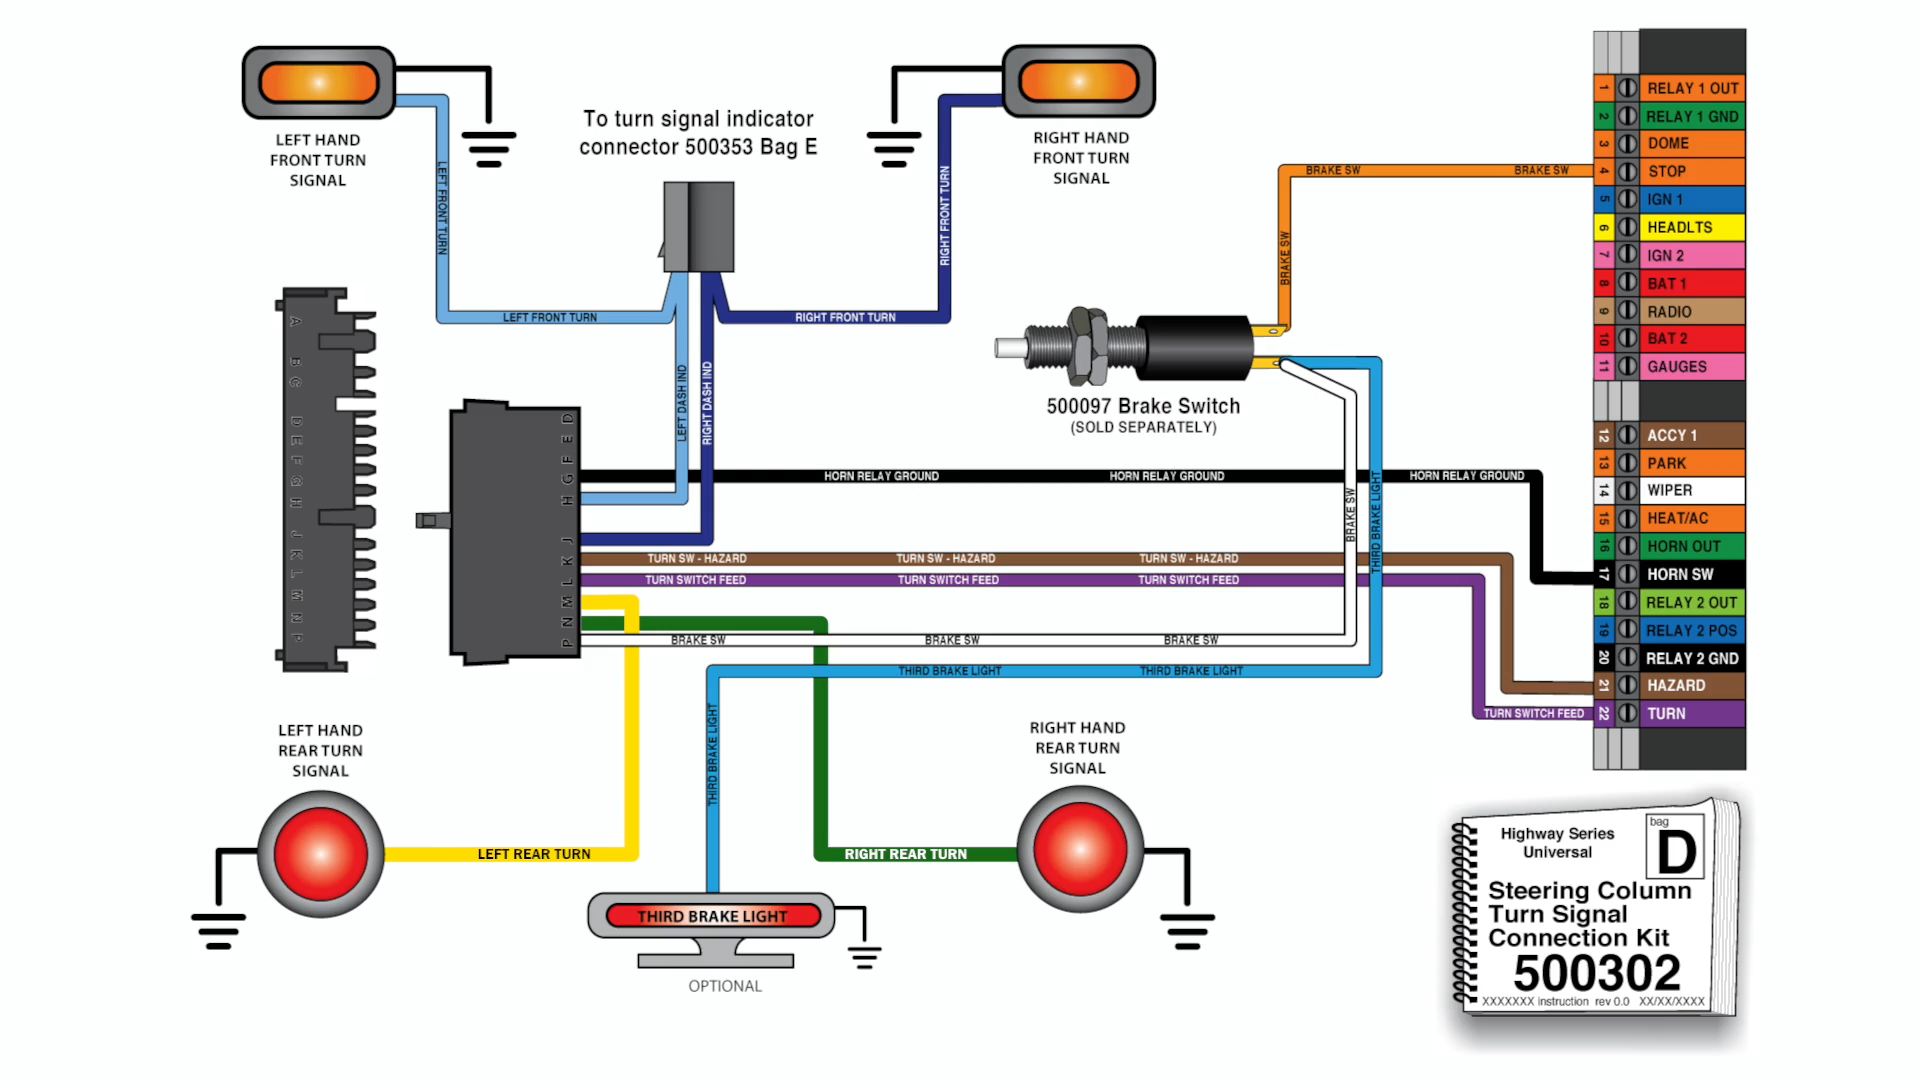 LEFT HAND
FRONT TURN
SIGNAL
To turn signal indicator
connector 500353 Bag E
RIGHT HAND
FRONT TURN
SIGNAL
LEFT FRONT TURN
LEFT FRONT TURN
RIGHT FRONT TURN
RIGHT FRONT TURN
LEFT DASH IND
RIGHT DASH IND
BRAKE SW
BRAKE SW
BRAKE SW
500097 Brake Switch
(SOLD SEPARATELY)
A
B
C
D
E
F
G
H
J
K
L
M
N
P
D
E
F
G
H
J
K
L
M
N
P
HORN RELAY GROUND
HORN RELAY GROUND
HORN RELAY GROUND
TURN SW - HAZARD
TURN SW - HAZARD
TURN SW - HAZARD
TURN SWITCH FEED
TURN SWITCH FEED
TURN SWITCH FEED
TURN SWITCH FEED
BRAKE SW
BRAKE SW
BRAKE SW
BRAKE SW
THIRD BRAKE LIGHT
THIRD BRAKE LIGHT
THIRD BRAKE LIGHT
THIRD BRAKE LIGHT
1 RELAY 1 OUT
2 RELAY 1 GND
3 DOME
4 STOP
5 IGN 1
6 HEADLTS
7 IGN 2
8 BAT 1
9 RADIO
10 BAT 2
11 GAUGES
12 ACCY 1
13 PARK
14 WIPER
15 HEAT/AC
16 HORN OUT
17 HORN SW
18 RELAY 2 OUT
19 RELAY 2 POS
20 RELAY 2 GND
21 HAZARD
22 TURN
LEFT HAND
REAR TURN
SIGNAL
LEFT REAR TURN
RIGHT HAND
REAR TURN
SIGNAL
RIGHT REAR TURN
THIRD BRAKE LIGHT
OPTIONAL
Highway Series
Universal
bag
D
Steering Column
Turn Signal
Connection Kit
500302
XXXXXXX instruction rev 0.0 XX/XX/XXXX